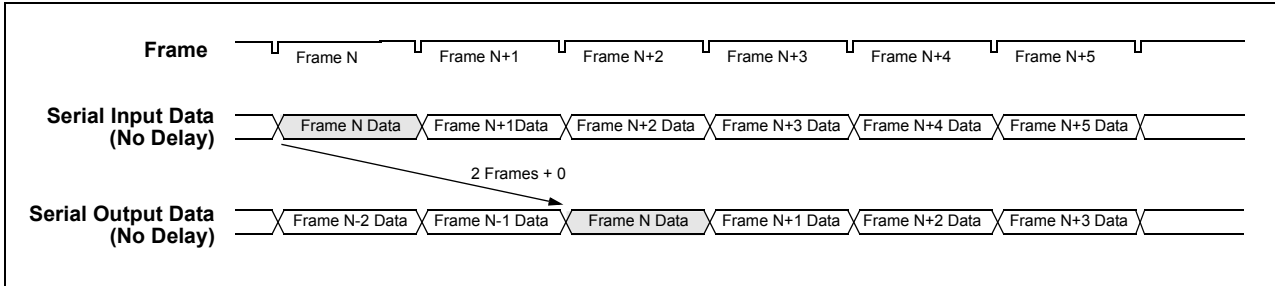 Frame
Frame N Frame N+1 Frame N+2 Frame N+3 Frame N+4 Frame N+5
Serial Input Data
(No Delay)
Frame N Data Frame N+1Data Frame N+2 Data Frame N+3 Data Frame N+4 Data Frame N+5 Data
2 Frames + 0
Serial Output Data
(No Delay)
Frame N-2 Data Frame N-1 Data Frame N Data Frame N+1 Data Frame N+2 Data Frame N+3 Data